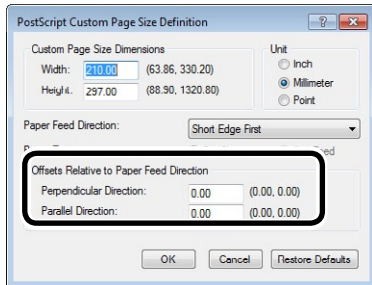 PostScript Custom Page Size Definition
Custom Page Size Dimensions
Unit
Width: 210.00 (63.86, 330.20)
Height: 297.00 (88.90, 1320.80)
Inch
Millimeter
Point
Paper Feed Direction: Short Edge First
Offsets Relative to Paper Feed Direction
Perpendicular Direction: 0.00 (0.00, 0.00)
Parallel Direction: 0.00 (0.00, 0.00)
OK Cancel Restore Defaults